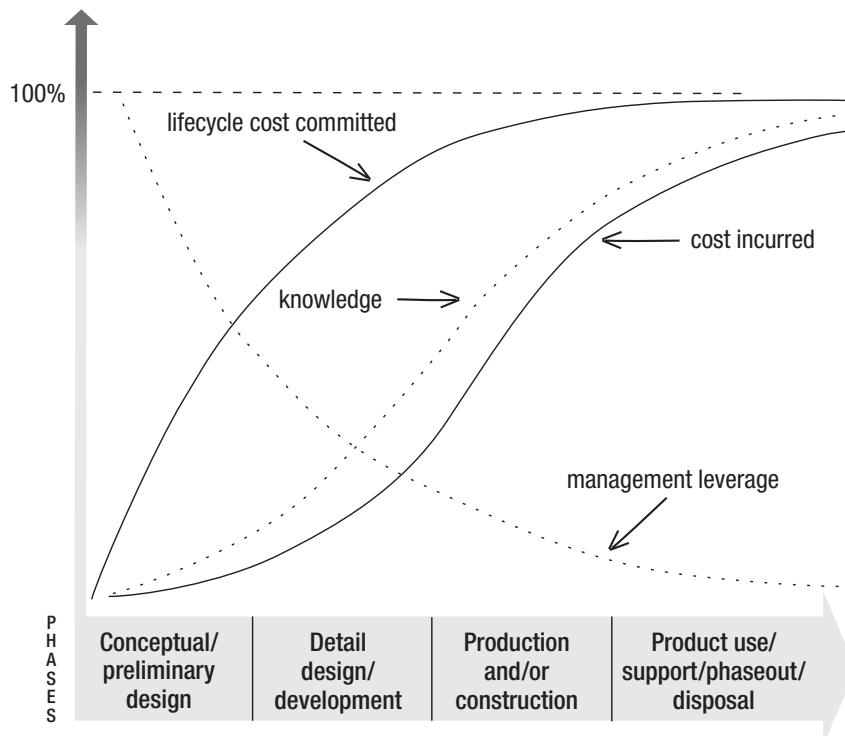 100%
lifecycle cost committed
cost incurred
knowledge
management leverage
PHASES
Conceptual/
preliminary
design
Detail
design/
development
Production
and/or
construction
Product use/
support/phaseout/
disposal